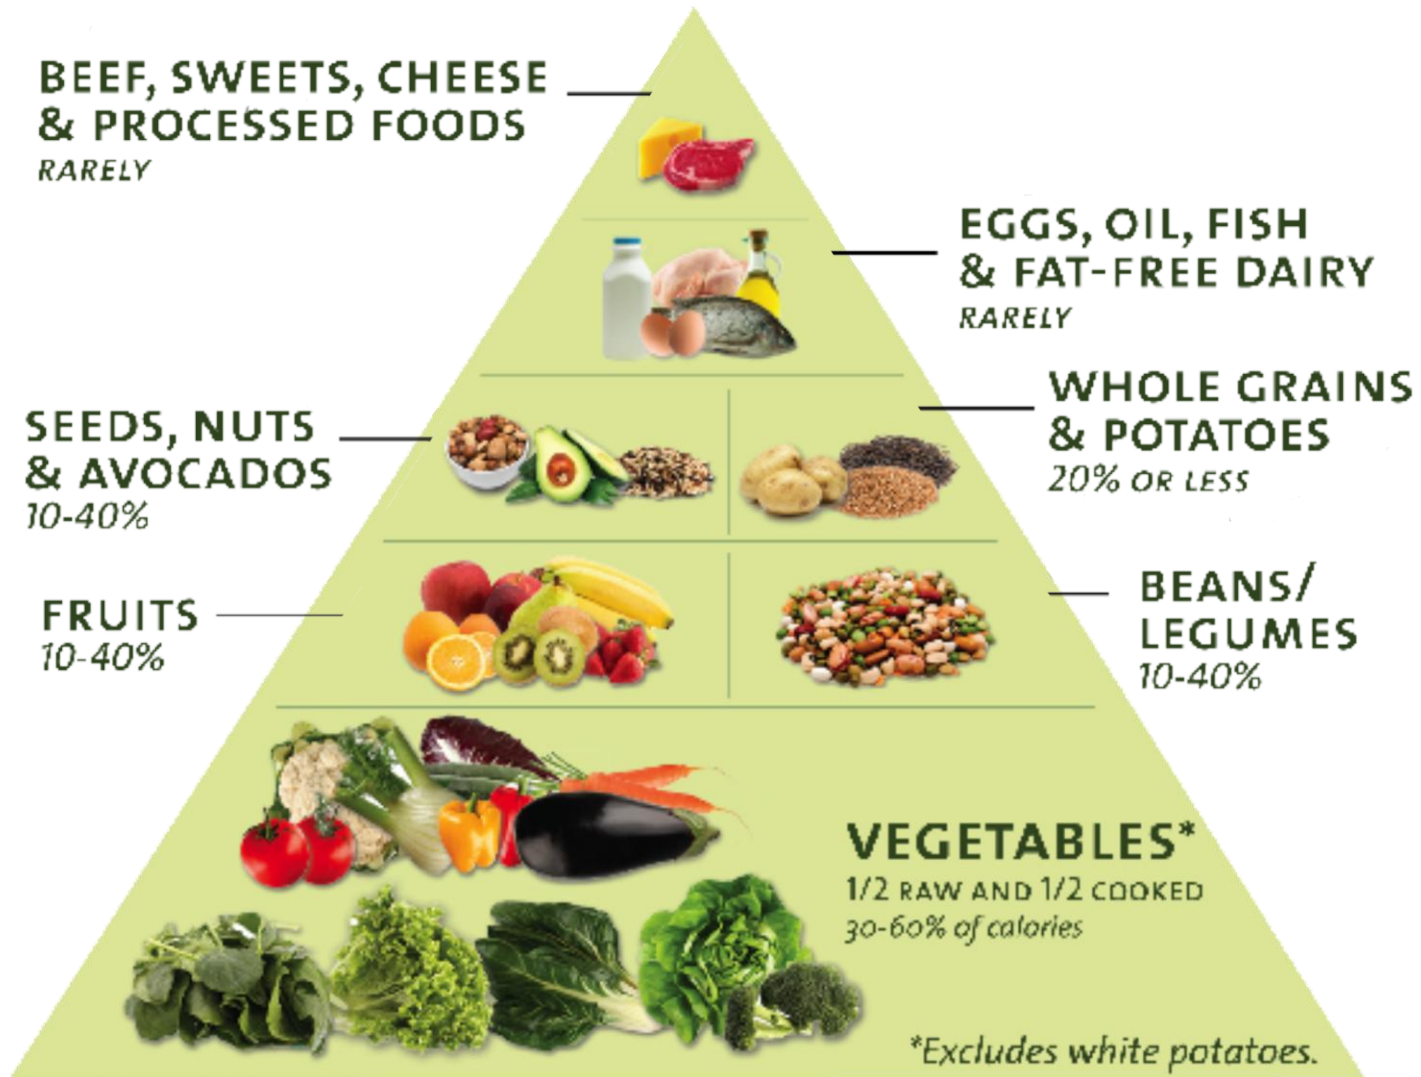 BEEF, SWEETS, CHEESE
& PROCESSED FOODS
RARELY
EGGS, OIL, FISH
& FAT-FREE DAIRY
RARELY
WHOLE GRAINS
& POTATOES
20% OR LESS
SEEDS, NUTS
& AVOCADOS
10-40%
FRUITS
10-40%
BEANS/
LEGUMES
10-40%
VEGETABLES*
1/2 RAW AND 1/2 COOKED
30-60% of calories
*Excludes white potatoes.